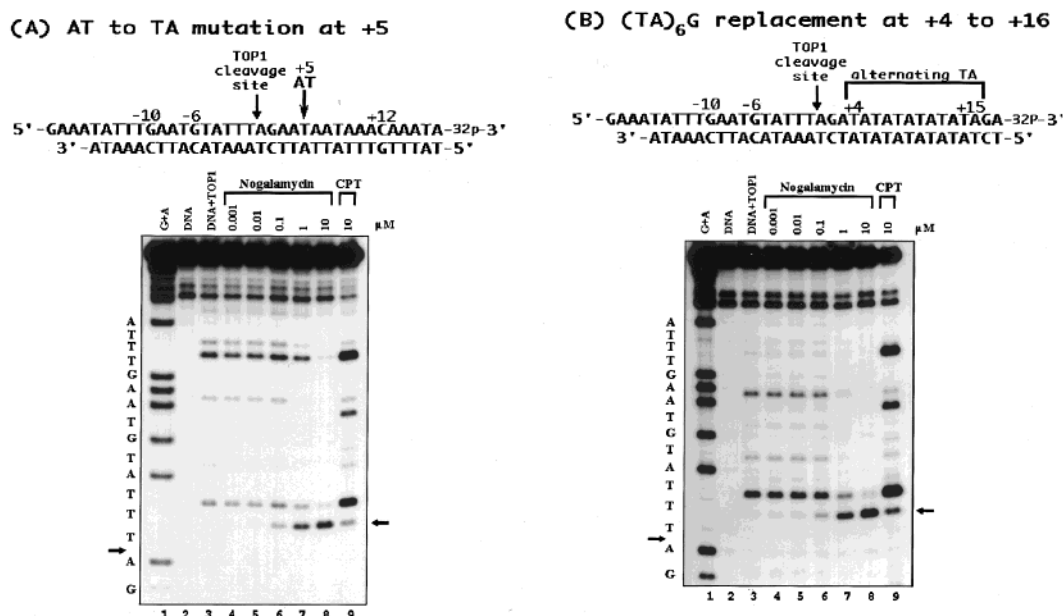 (A) AT to TA mutation at +5
TOP1
cleavage
site
+5
AT
-10 -6 +12
5'-GAAATATTTGAATGTATTTAGAATAATAAACAAATA-32P-3'
3'-ATAAACTTACATAAATCTTATTATTTGTTTAT-5'
Nogalamycin CPT
G+A DNA DNA+TOP1 0.001 0.01 0.1 1 10 10 µM
A
T
T
T
G
A
A
T
G
T
A
T
T
T
A
G
1 2 3 4 5 6 7 8 9
(B) (TA)6G replacement at +4 to +16
TOP1
cleavage
site
alternating TA
-10 -6 +4 +15
5'-GAAATATTTGAATGTATTTAGATATATATATATAGA-32P-3'
3'-ATAAACTTACATAAATCTATATATATATATCT-5'
Nogalamycin CPT
G+A DNA DNA+TOP1 0.001 0.01 0.1 1 10 10 µM
A
T
T
T
G
A
A
T
G
T
A
T
T
T
A
G
1 2 3 4 5 6 7 8 9